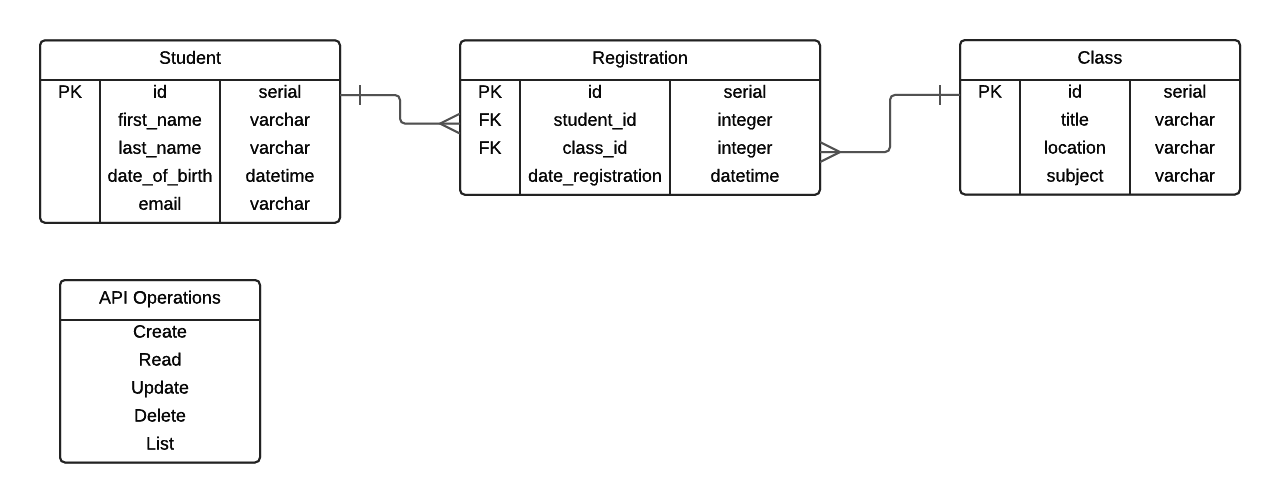 Student
PK id serial
first_name varchar
last_name varchar
date_of_birth datetime
email varchar
Registration
PK id serial
FK student_id integer
FK class_id integer
date_registration datetime
Class
PK id serial
title varchar
location varchar
subject varchar
API Operations
Create
Read
Update
Delete
List